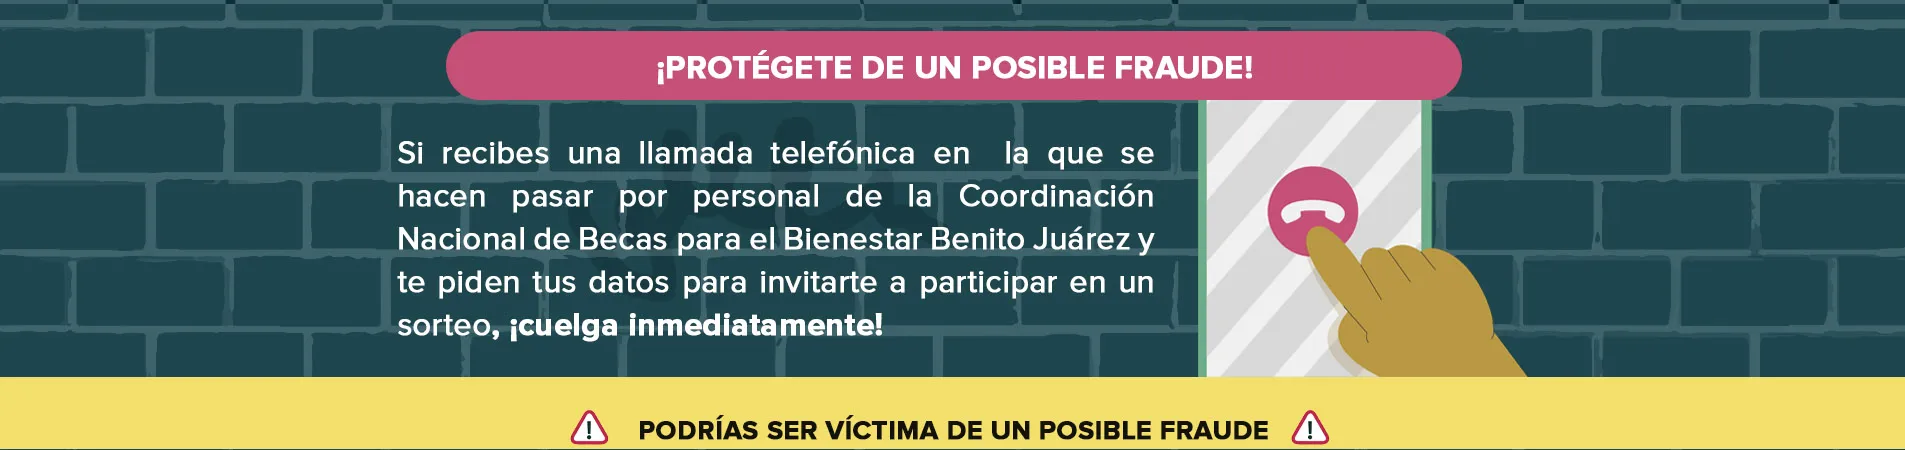 ¡PROTÉGETE DE UN POSIBLE FRAUDE!
Si recibes una llamada telefónica en la que se
hacen pasar por personal de la Coordinación
Nacional de Becas para el Bienestar Benito Juárez y
te piden tus datos para invitarte a participar en un
sorteo, ¡cuelga inmediatamente!
PODRÍAS SER VÍCTIMA DE UN POSIBLE FRAUDE